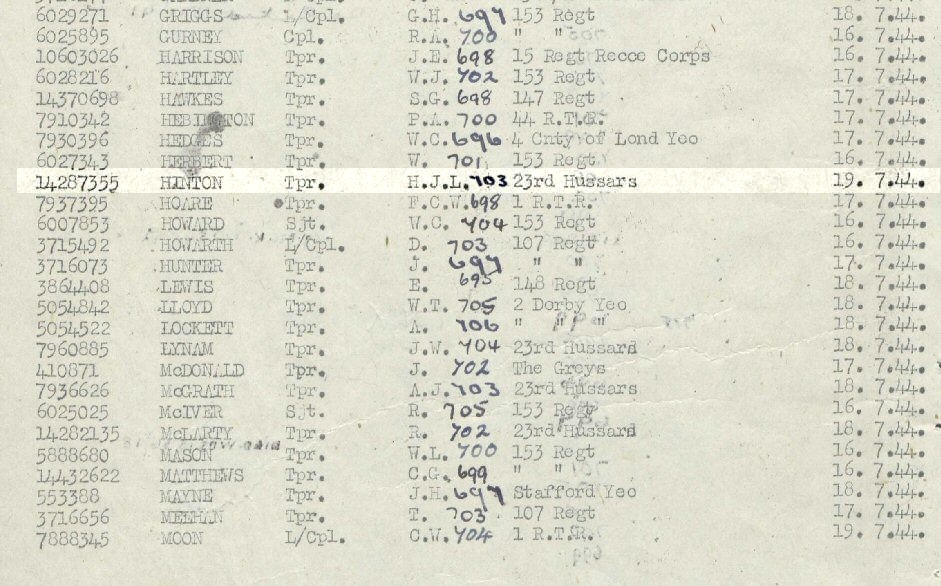 6029271 GRIGGS L/Cpl. G.H. 697 153 Regt 18. 7.44.
6025895 GURNEY Cpl. R.A. 700 " " 16. 7.44.
10603026 HARRISON Tpr. J.E. 698 15 Regt Recce Corps 16. 7.44.
6028216 HARTLEY Tpr. W.J. 702 153 Regt 17. 7.44.
14370698 HAWKES Tpr. S.G. 698 147 Regt 17. 7.44.
7910342 HEBINGTON Tpr. P.A. 700 44 R.T.R. 17. 7.44.
7930396 HEDGES Tpr. W.C. 696 4 Cnty of Lond Yeo 17. 7.44.
6027343 HERBERT Tpr. W. 701 153 Regt 16. 7.44.
14287355 HINTON Tpr. H.J.L. 703 23rd Hussars 19. 7.44.
7937395 HOARE Tpr. F.C.W. 698 1 R.T.R. 17. 7.44.
6007853 HOWARD Sjt. W.C. 704 153 Regt 16. 7.44.
3715492 HOWARTH L/Cpl. D. 703 107 Regt 16. 7.44.
3716073 HUNTER Tpr. J. 697 " " 17. 7.44.
3864408 LEWIS Tpr. E. 695 148 Regt 18. 7.44.
5054842 LLOYD Tpr. W.T. 705 2 Derby Yeo 18. 7.44.
5054522 LOCKETT Tpr. A. 706 " " " 18. 7.44.
7960885 LYNAM Tpr. J.W. 704 23rd Hussard 18. 7.44.
410871 McDONALD Tpr. J. 702 The Greys 17. 7.44.
7936626 McGRATH Tpr. A.J. 703 23rd Hussars 18. 7.44.
6025025 McIVER Sjt. R. 705 153 Regt 16. 7.44.
14282135 McLARTY Tpr. R. 702 23rd Hussard 18. 7.44.
5888680 MASON Tpr. W.L. 700 153 Regt 16. 7.44.
14432622 MATTHEWS Tpr. C.G. 699 " " 16. 7.44.
553388 MAYNE Tpr. J.H. 697 Stafford Yeo 18. 7.44.
3716656 MEEHAN Tpr. T. 703 107 Regt 17. 7.44.
7888345 MOON L/Cpl. C.W. 704 1 R.T.R. 19. 7.44.